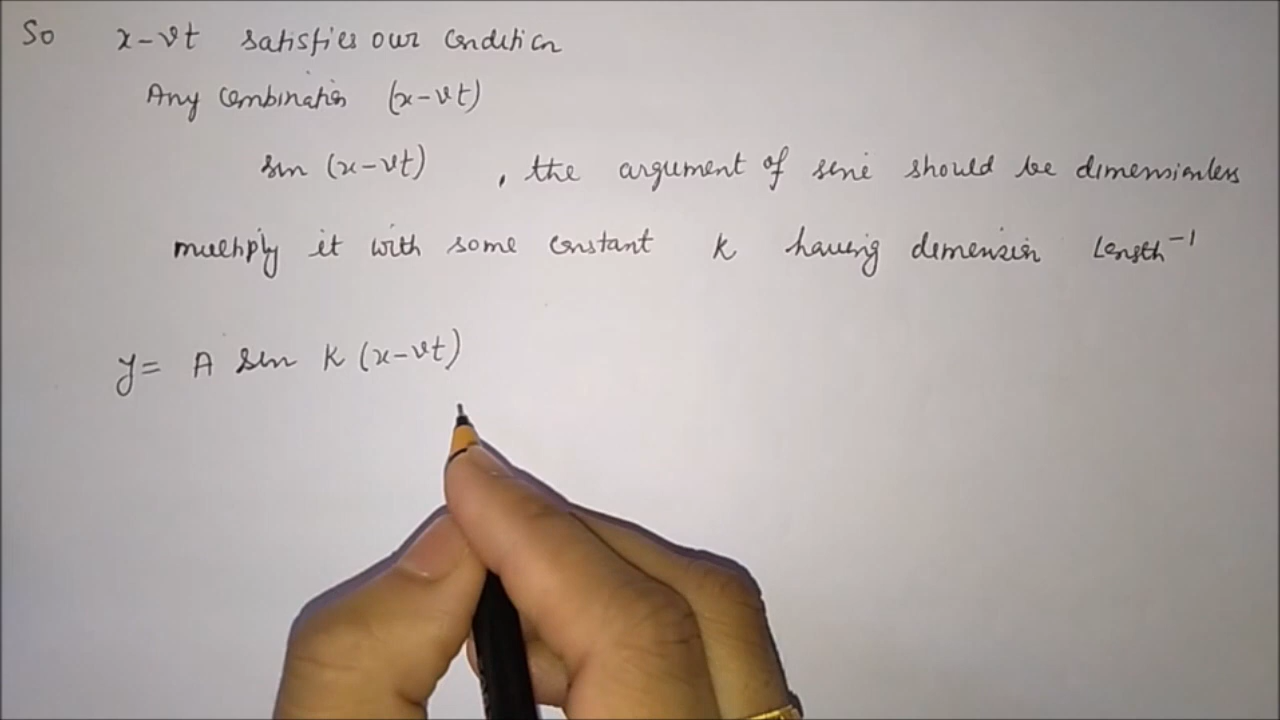 So x-vt satisfies our condition
Any combination (x-vt)
sin (x-vt) , the argument of sine should be dimensionless
multiply it with some constant K having dimension Length⁻¹
y= A sin K (x-vt)